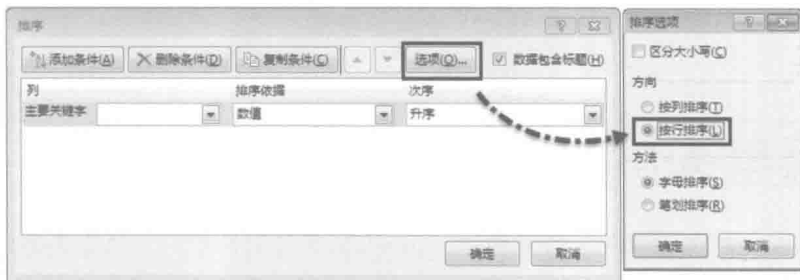 排序
添加条件(A) 删除条件(D) 复制条件(C) 选项(O)... 数据包含标题(H)
列 排序依据 次序
主要关键字 数值 升序
确定 取消
排序选项
区分大小写(C)
方向
按列排序(T)
按行排序(L)
方法
字母排序(S)
笔划排序(R)
确定 取消